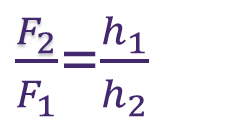 F₂/F₁ = h₁/h₂